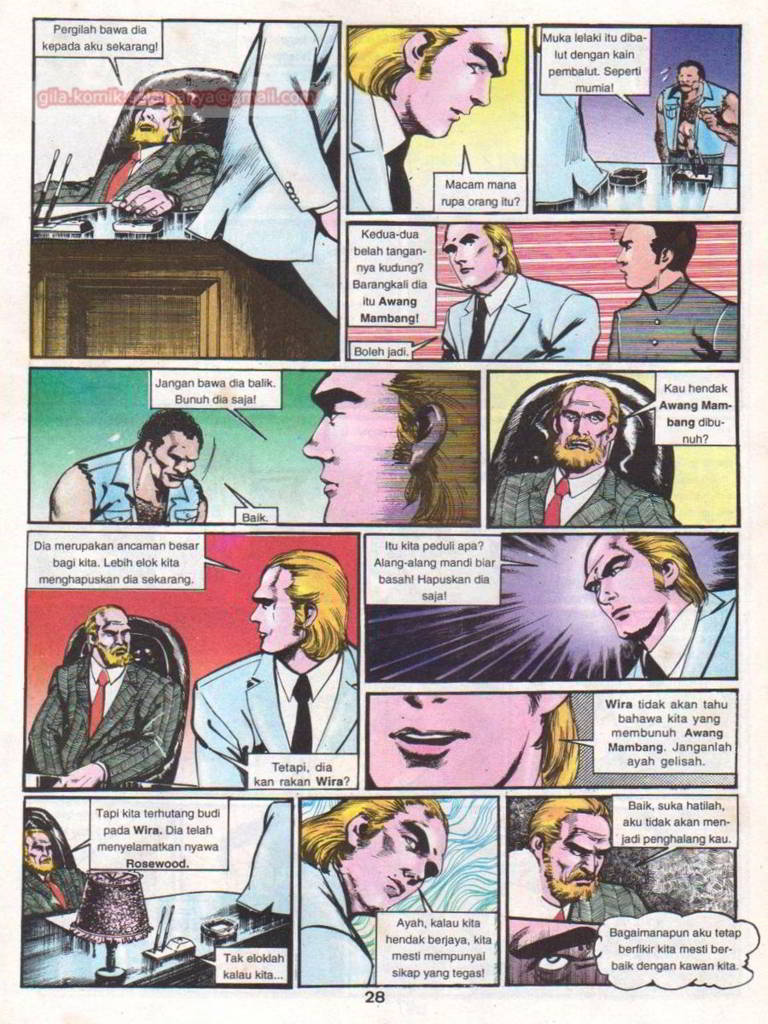 Pergilah bawa dia
kepada aku sekarang!
Macam mana
rupa orang itu?
Muka lelaki itu diba-
lut dengan kain
pembalut. Seperti
mumia!
Kedua-dua
belah tangan-
nya kudung?
Barangkali dia
itu Awang
Mambang!
Boleh jadi.
Jangan bawa dia balik.
Bunuh dia saja!
Baik.
Kau hendak
Awang Mam-
bang dibu-
nuh?
Dia merupakan ancaman besar
bagi kita. Lebih elok kita
menghapuskan dia sekarang.
Tetapi, dia
kan rakan Wira?
Itu kita peduli apa?
Alang-alang mandi biar
basah! Hapuskan dia
saja!
Wira tidak akan tahu
bahawa kita yang
membunuh Awang
Mambang. Janganlah
ayah gelisah.
Tapi kita terhutang budi
pada Wira. Dia telah
menyelamatkan nyawa
Rosewood.
Tak eloklah
kalau kita...
Ayah, kalau kita
hendak berjaya, kita
mesti mempunyai
sikap yang tegas!
Baik, suka hatilah,
aku tidak akan men-
jadi penghalang kau.
Bagaimanapun aku tetap
berfikir kita mesti ber-
baik dengan kawan kita.
28